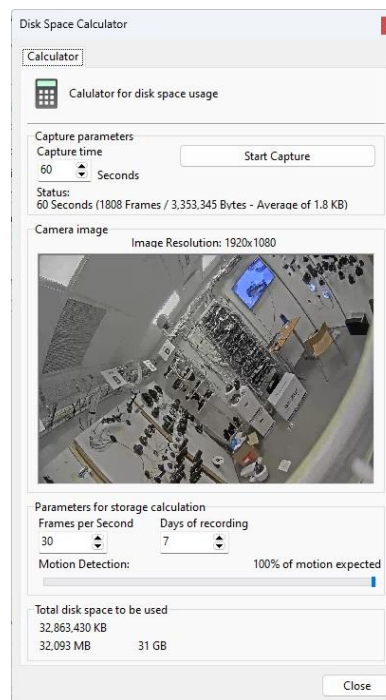 Disk Space Calculator
Calculator
Calulator for disk space usage
Capture parameters
Capture time
60 Seconds Start Capture
Status:
60 Seconds (1808 Frames / 3,353,345 Bytes - Average of 1.8 KB)
Camera image
Image Resolution: 1920x1080
Parameters for storage calculation
Frames per Second Days of recording
30 7
Motion Detection: 100% of motion expected
Total disk space to be used
32,863,430 KB
32,093 MB 31 GB
Close